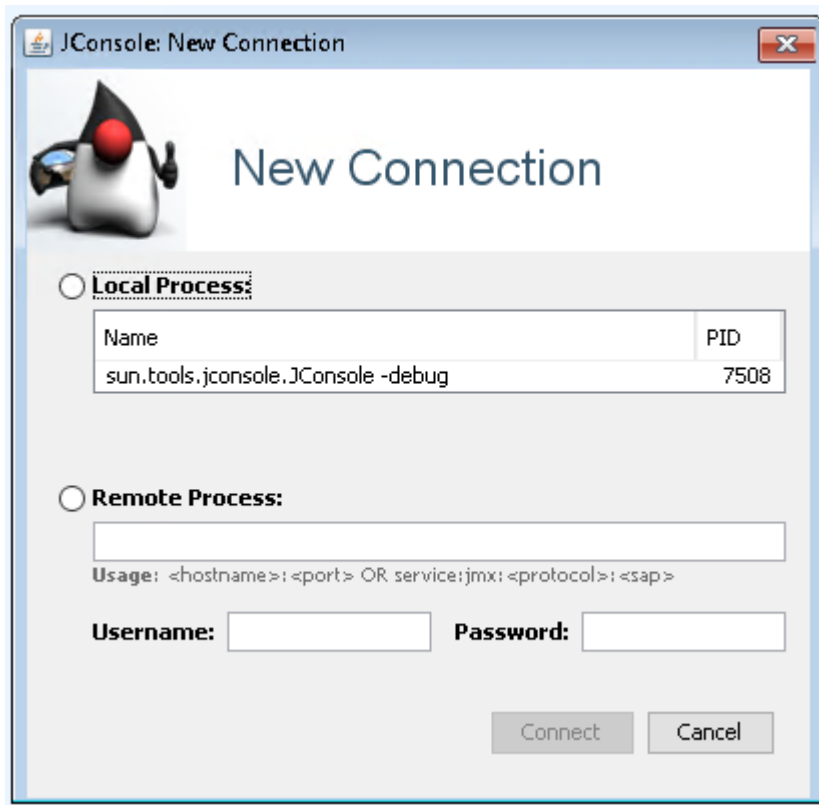 JConsole: New Connection
New Connection
Local Process:
Name PID
sun.tools.jconsole.JConsole -debug 7508
Remote Process:
Usage: <hostname>:<port> OR service:jmx:<protocol>:<sap>
Username: Password:
Connect Cancel